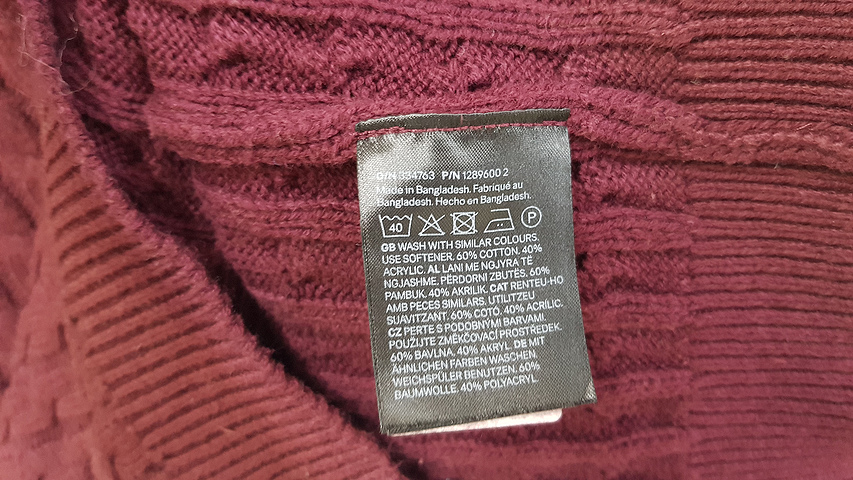 O/N 334763 P/N 1289600 2
Made in Bangladesh. Fabriqué au
Bangladesh. Hecho en Bangladesh.
40 P
GB WASH WITH SIMILAR COLOURS.
USE SOFTENER. 60% COTTON. 40%
ACRYLIC. AL LANI ME NGJYRA TË
NGJASHME. PËRDORNI ZBUTËS. 60%
PAMBUK. 40% AKRILIK. CAT RENTEU-HO
AMB PECES SIMILARS. UTILITZEU
SUAVITZANT. 60% COTÓ. 40% ACRÍLIC.
CZ PERTE S PODOBNÝMI BARVAMI.
POUŽIJTE ZMĚKČOVACÍ PROSTŘEDEK.
60% BAVLNA. 40% AKRYL. DE MIT
ÄHNLICHEN FARBEN WASCHEN.
WEICHSPÜLER BENUTZEN. 60%
BAUMWOLLE. 40% POLYACRYL.